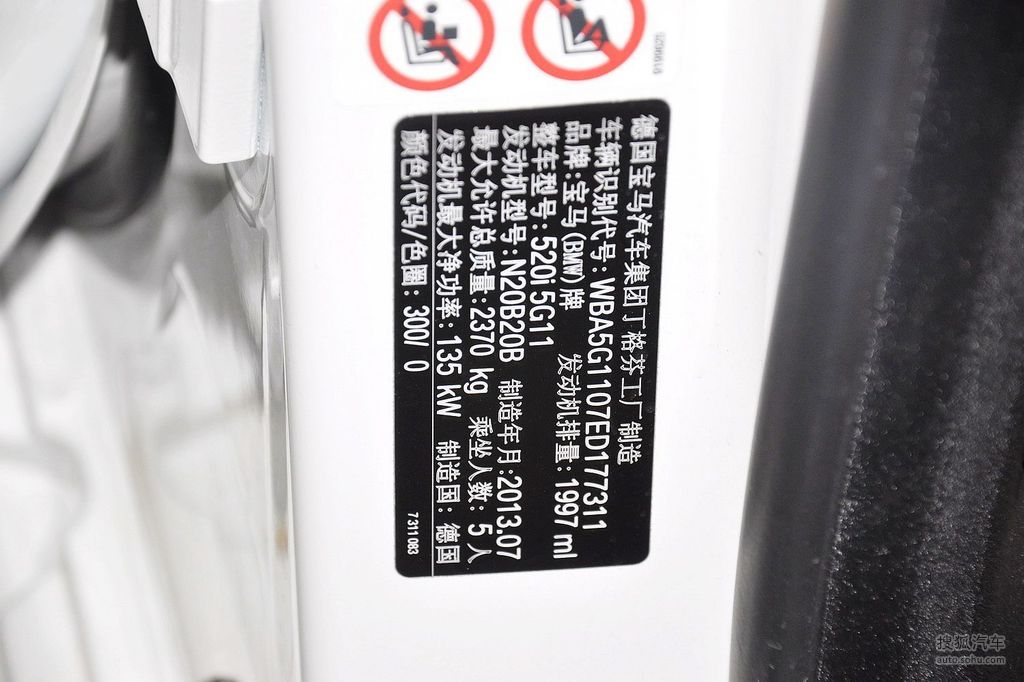 德国宝马汽车集团丁格芬工厂制造
车辆识别代号: WBA5G1107ED177311
品牌:宝马(BMW)牌 发动机排量: 1997 ml
整车型号: 520i 5G11
发动机型号: N20B20B 制造年月:2013.07
最大允许总质量:2370 kg 乘坐人数: 5 人
发动机最大净功率: 135 kW 制造国: 德国
颜色代码/色圈: 300/ 0
7311 063
搜狐汽车
auto.sohu.com